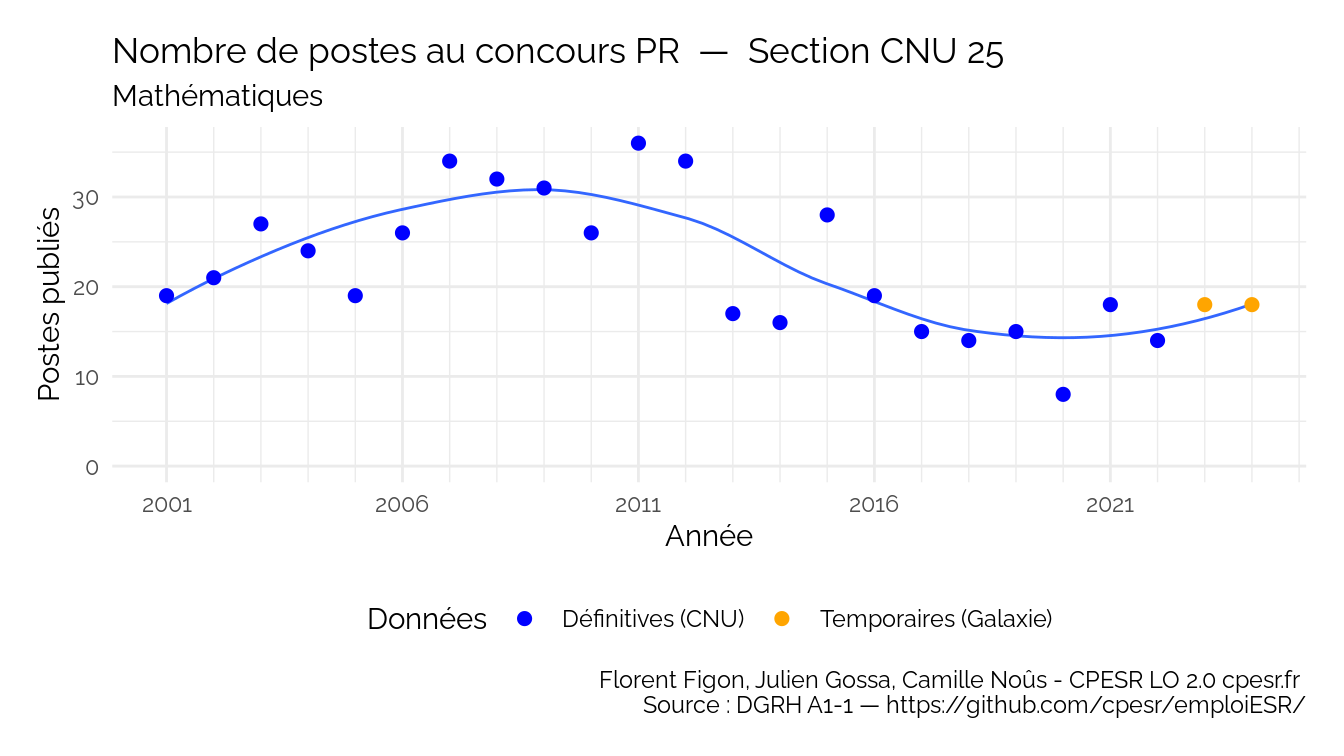 Nombre de postes au concours PR — Section CNU 25
Mathématiques
Postes publiés
30
20
10
0
2001 2006 2011 2016 2021
Année
Données Définitives (CNU) Temporaires (Galaxie)
Florent Figon, Julien Gossa, Camille Noûs - CPESR LO 2.0 cpesr.fr
Source : DGRH A1-1 — https://github.com/cpesr/emploiESR/